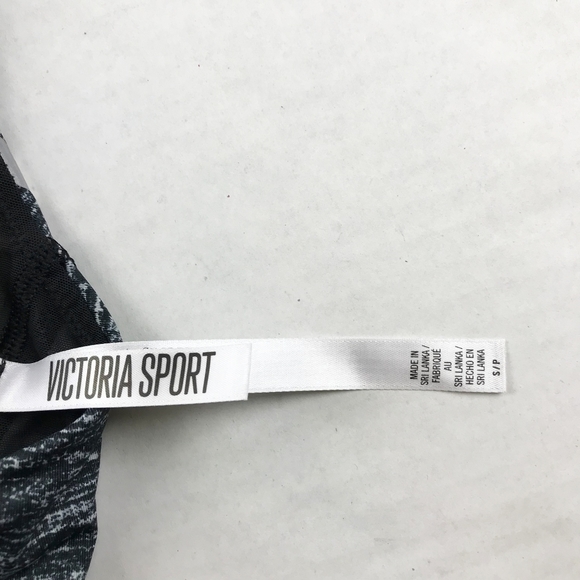 VICTORIA SPORT
MADE IN
SRI LANKA /
FABRIQUÉ
AU
SRI LANKA /
HECHO EN
SRI LANKA
S / P